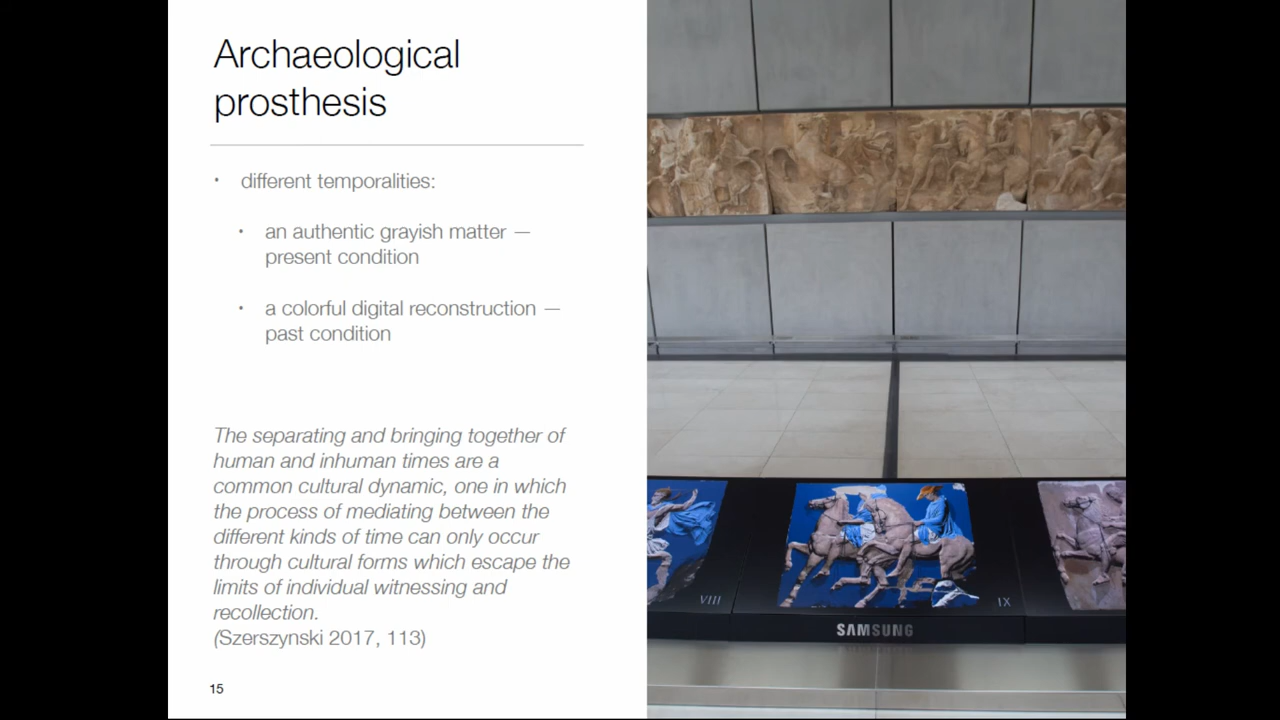 Archaeological
prosthesis
• different temporalities:
• an authentic grayish matter —
present condition
• a colorful digital reconstruction —
past condition
The separating and bringing together of
human and inhuman times are a
common cultural dynamic, one in which
the process of mediating between the
different kinds of time can only occur
through cultural forms which escape the
limits of individual witnessing and
recollection.
(Szerszynski 2017, 113)
15
VIII
IX
SAMSUNG